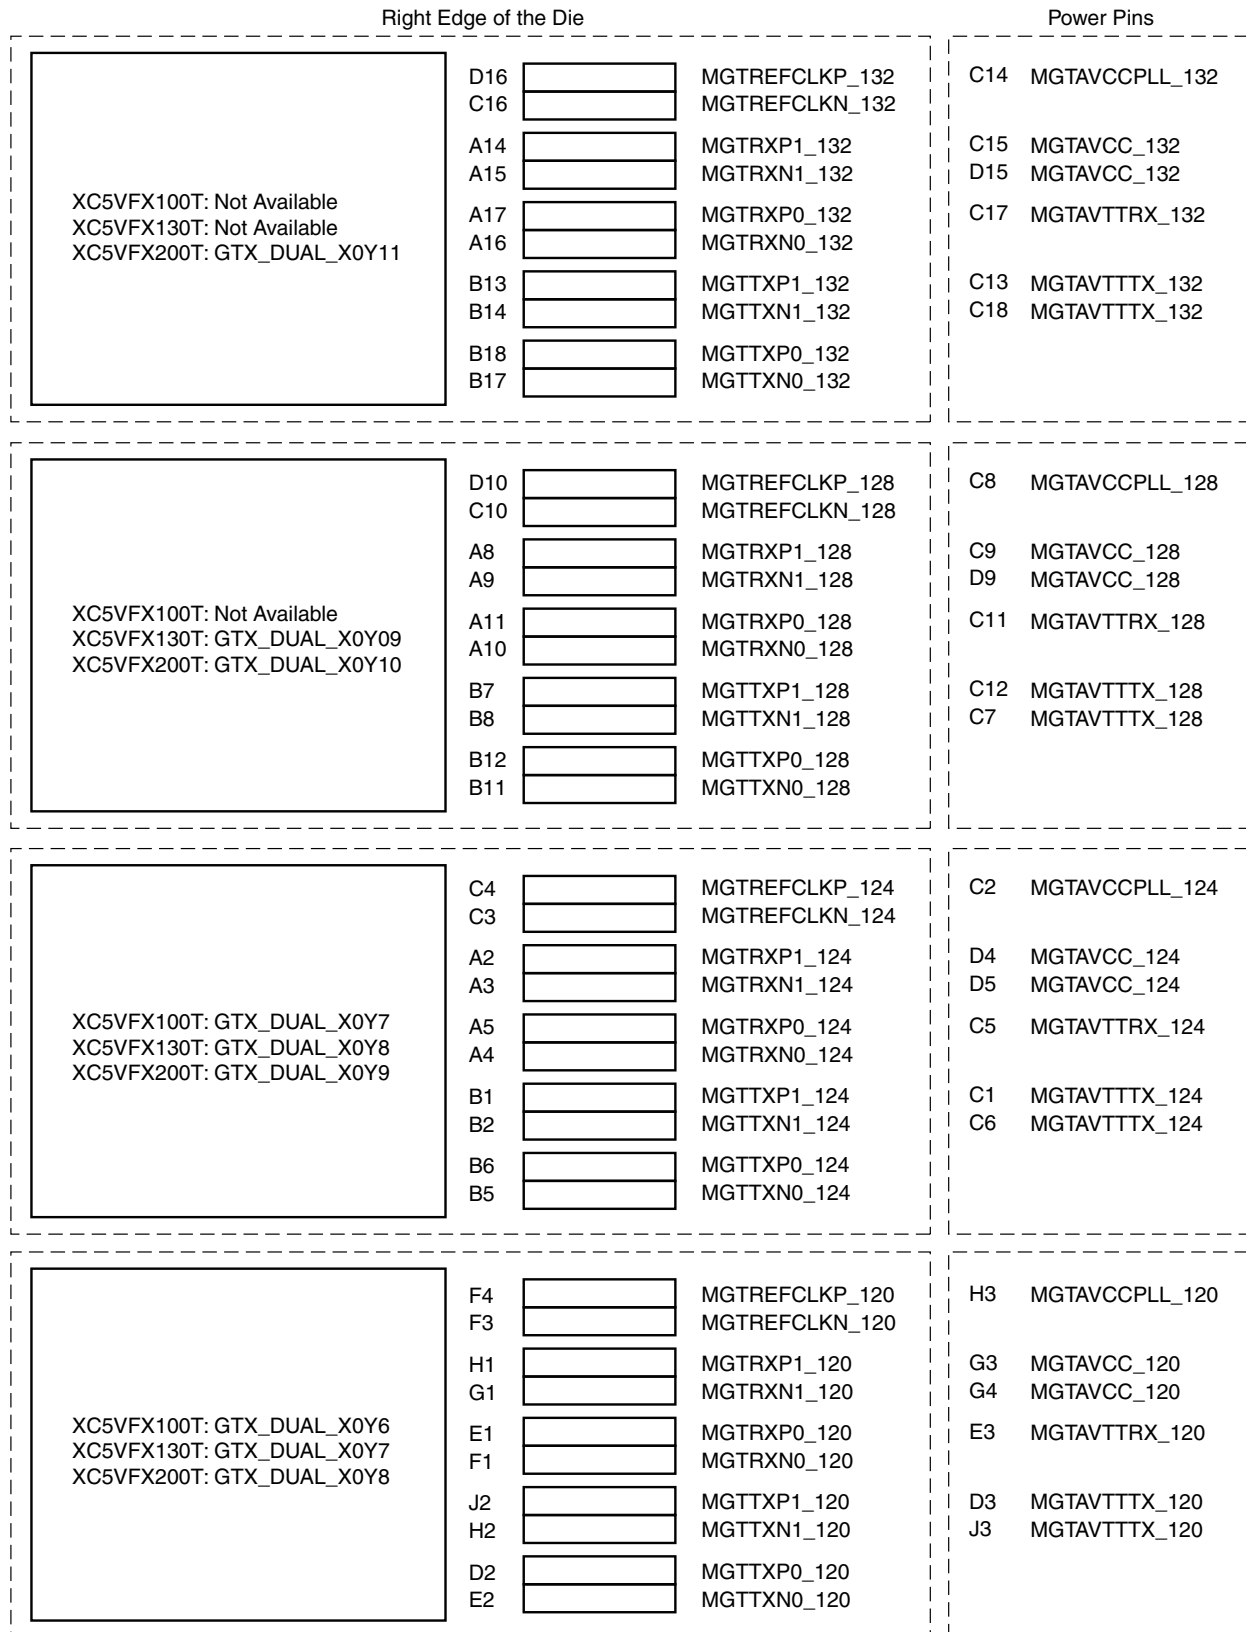 Right Edge of the Die
Power Pins
XC5VFX100T: Not Available
XC5VFX130T: Not Available
XC5VFX200T: GTX_DUAL_X0Y11
D16 MGTREFCLKP_132
C16 MGTREFCLKN_132
A14 MGTRXP1_132
A15 MGTRXN1_132
A17 MGTRXP0_132
A16 MGTRXN0_132
B13 MGTTXP1_132
B14 MGTTXN1_132
B18 MGTTXP0_132
B17 MGTTXN0_132
C14 MGTAVCCPLL_132
C15 MGTAVCC_132
D15 MGTAVCC_132
C17 MGTAVTTRX_132
C13 MGTAVTTTX_132
C18 MGTAVTTTX_132
XC5VFX100T: Not Available
XC5VFX130T: GTX_DUAL_X0Y09
XC5VFX200T: GTX_DUAL_X0Y10
D10 MGTREFCLKP_128
C10 MGTREFCLKN_128
A8 MGTRXP1_128
A9 MGTRXN1_128
A11 MGTRXP0_128
A10 MGTRXN0_128
B7 MGTTXP1_128
B8 MGTTXN1_128
B12 MGTTXP0_128
B11 MGTTXN0_128
C8 MGTAVCCPLL_128
C9 MGTAVCC_128
D9 MGTAVCC_128
C11 MGTAVTTRX_128
C12 MGTAVTTTX_128
C7 MGTAVTTTX_128
XC5VFX100T: GTX_DUAL_X0Y7
XC5VFX130T: GTX_DUAL_X0Y8
XC5VFX200T: GTX_DUAL_X0Y9
C4 MGTREFCLKP_124
C3 MGTREFCLKN_124
A2 MGTRXP1_124
A3 MGTRXN1_124
A5 MGTRXP0_124
A4 MGTRXN0_124
B1 MGTTXP1_124
B2 MGTTXN1_124
B6 MGTTXP0_124
B5 MGTTXN0_124
C2 MGTAVCCPLL_124
D4 MGTAVCC_124
D5 MGTAVCC_124
C5 MGTAVTTRX_124
C1 MGTAVTTTX_124
C6 MGTAVTTTX_124
XC5VFX100T: GTX_DUAL_X0Y6
XC5VFX130T: GTX_DUAL_X0Y7
XC5VFX200T: GTX_DUAL_X0Y8
F4 MGTREFCLKP_120
F3 MGTREFCLKN_120
H1 MGTRXP1_120
G1 MGTRXN1_120
E1 MGTRXP0_120
F1 MGTRXN0_120
J2 MGTTXP1_120
H2 MGTTXN1_120
D2 MGTTXP0_120
E2 MGTTXN0_120
H3 MGTAVCCPLL_120
G3 MGTAVCC_120
G4 MGTAVCC_120
E3 MGTAVTTRX_120
D3 MGTAVTTTX_120
J3 MGTAVTTTX_120